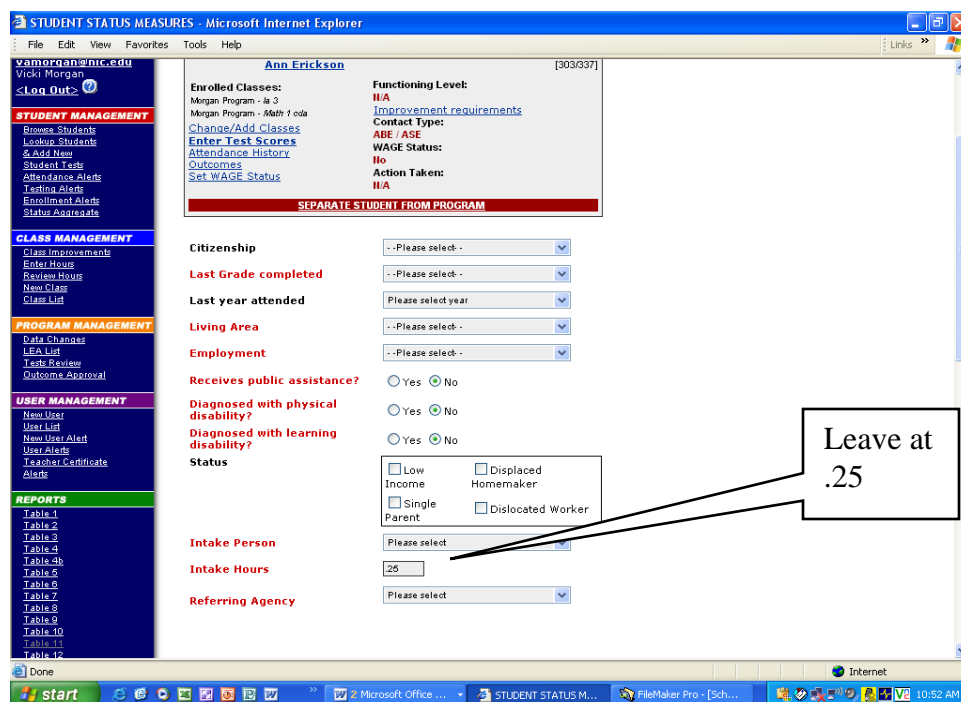 STUDENT STATUS MEASURES - Microsoft Internet Explorer
File Edit View Favorites Tools Help
Links »
vamorgan@nic.edu
Vicki Morgan
<Log Out> ?
STUDENT MANAGEMENT
Browse Students
Lookup Students
& Add New
Student Tests
Attendance Alerts
Testing Alerts
Enrollment Alerts
Status Aggregate
CLASS MANAGEMENT
Class Improvements
Enter Hours
Review Hours
New Class
Class List
PROGRAM MANAGEMENT
Data Changes
LEA List
Tests Review
Outcome Approval
USER MANAGEMENT
New User
User List
New User Alert
User Alerts
Teacher Certificate
Alerts
REPORTS
Table 1
Table 2
Table 3
Table 4
Table 4b
Table 5
Table 6
Table 7
Table 8
Table 9
Table 10
Table 11
Table 12
Ann Erickson [303/337]
Enrolled Classes:
Morgan Program - la 3
Morgan Program - Math 1 cda
Change/Add Classes
Enter Test Scores
Attendance History
Outcomes
Set WAGE Status
Functioning Level:
N/A
Improvement requirements
Contact Type:
ABE / ASE
WAGE Status:
No
Action Taken:
N/A
SEPARATE STUDENT FROM PROGRAM
Citizenship --Please select--
Last Grade completed --Please select--
Last year attended Please select year
Living Area --Please select--
Employment --Please select--
Receives public assistance? Yes No
Diagnosed with physical
disability? Yes No
Diagnosed with learning
disability? Yes No
Status
Low
Income
Displaced
Homemaker
Single
Parent
Dislocated Worker
Intake Person Please select
Intake Hours .25
Referring Agency Please select
Leave at
.25
Done Internet
start » 2 Microsoft Office ... STUDENT STATUS M... FileMaker Pro - [Sch... 10:52 AM